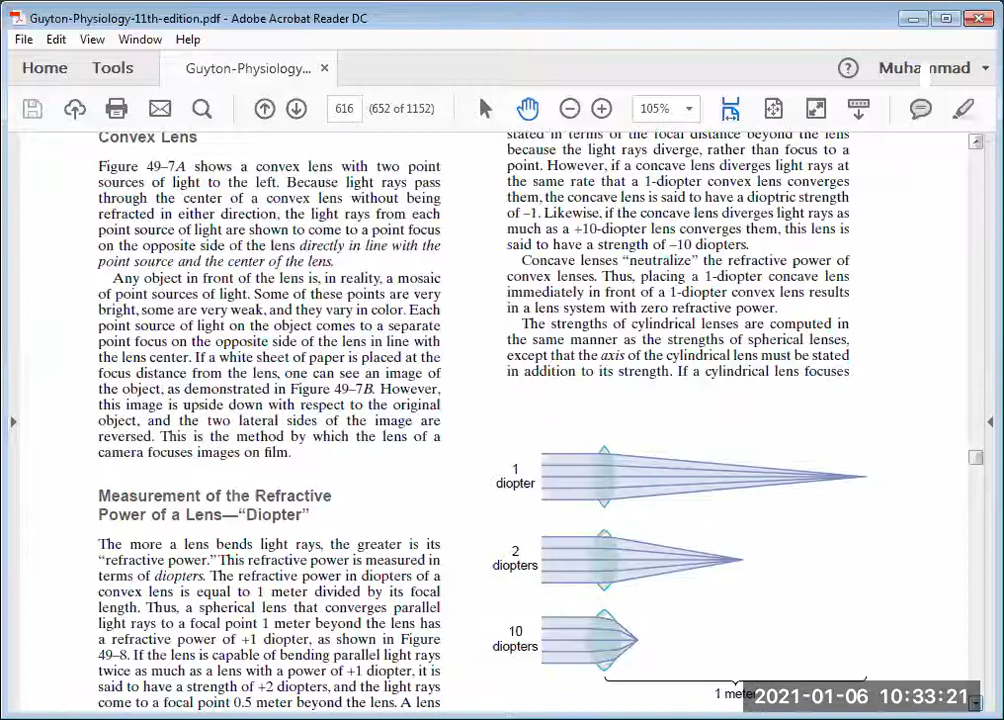 Guyton-Physiology-11th-edition.pdf - Adobe Acrobat Reader DC
File Edit View Window Help
Home Tools Guyton-Physiology... × ? Muhammad
616 (652 of 1152) 105%
Convex Lens
Figure 49–7A shows a convex lens with two point
sources of light to the left. Because light rays pass
through the center of a convex lens without being
refracted in either direction, the light rays from each
point source of light are shown to come to a point focus
on the opposite side of the lens directly in line with the
point source and the center of the lens.
Any object in front of the lens is, in reality, a mosaic
of point sources of light. Some of these points are very
bright, some are very weak, and they vary in color. Each
point source of light on the object comes to a separate
point focus on the opposite side of the lens in line with
the lens center. If a white sheet of paper is placed at the
focus distance from the lens, one can see an image of
the object, as demonstrated in Figure 49–7B. However,
this image is upside down with respect to the original
object, and the two lateral sides of the image are
reversed. This is the method by which the lens of a
camera focuses images on film.
Measurement of the Refractive
Power of a Lens—“Diopter”
The more a lens bends light rays, the greater is its
“refractive power.” This refractive power is measured in
terms of diopters. The refractive power in diopters of a
convex lens is equal to 1 meter divided by its focal
length. Thus, a spherical lens that converges parallel
light rays to a focal point 1 meter beyond the lens has
a refractive power of +1 diopter, as shown in Figure
49–8. If the lens is capable of bending parallel light rays
twice as much as a lens with a power of +1 diopter, it is
said to have a strength of +2 diopters, and the light rays
come to a focal point 0.5 meter beyond the lens. A lens
stated in terms of the focal distance beyond the lens
because the light rays diverge, rather than focus to a
point. However, if a concave lens diverges light rays at
the same rate that a 1-diopter convex lens converges
them, the concave lens is said to have a dioptric strength
of –1. Likewise, if the concave lens diverges light rays as
much as a +10-diopter lens converges them, this lens is
said to have a strength of –10 diopters.
Concave lenses “neutralize” the refractive power of
convex lenses. Thus, placing a 1-diopter concave lens
immediately in front of a 1-diopter convex lens results
in a lens system with zero refractive power.
The strengths of cylindrical lenses are computed in
the same manner as the strengths of spherical lenses,
except that the axis of the cylindrical lens must be stated
in addition to its strength. If a cylindrical lens focuses
1
diopter
2
diopters
10
diopters
1 mete
2021-01-06 10:33:21